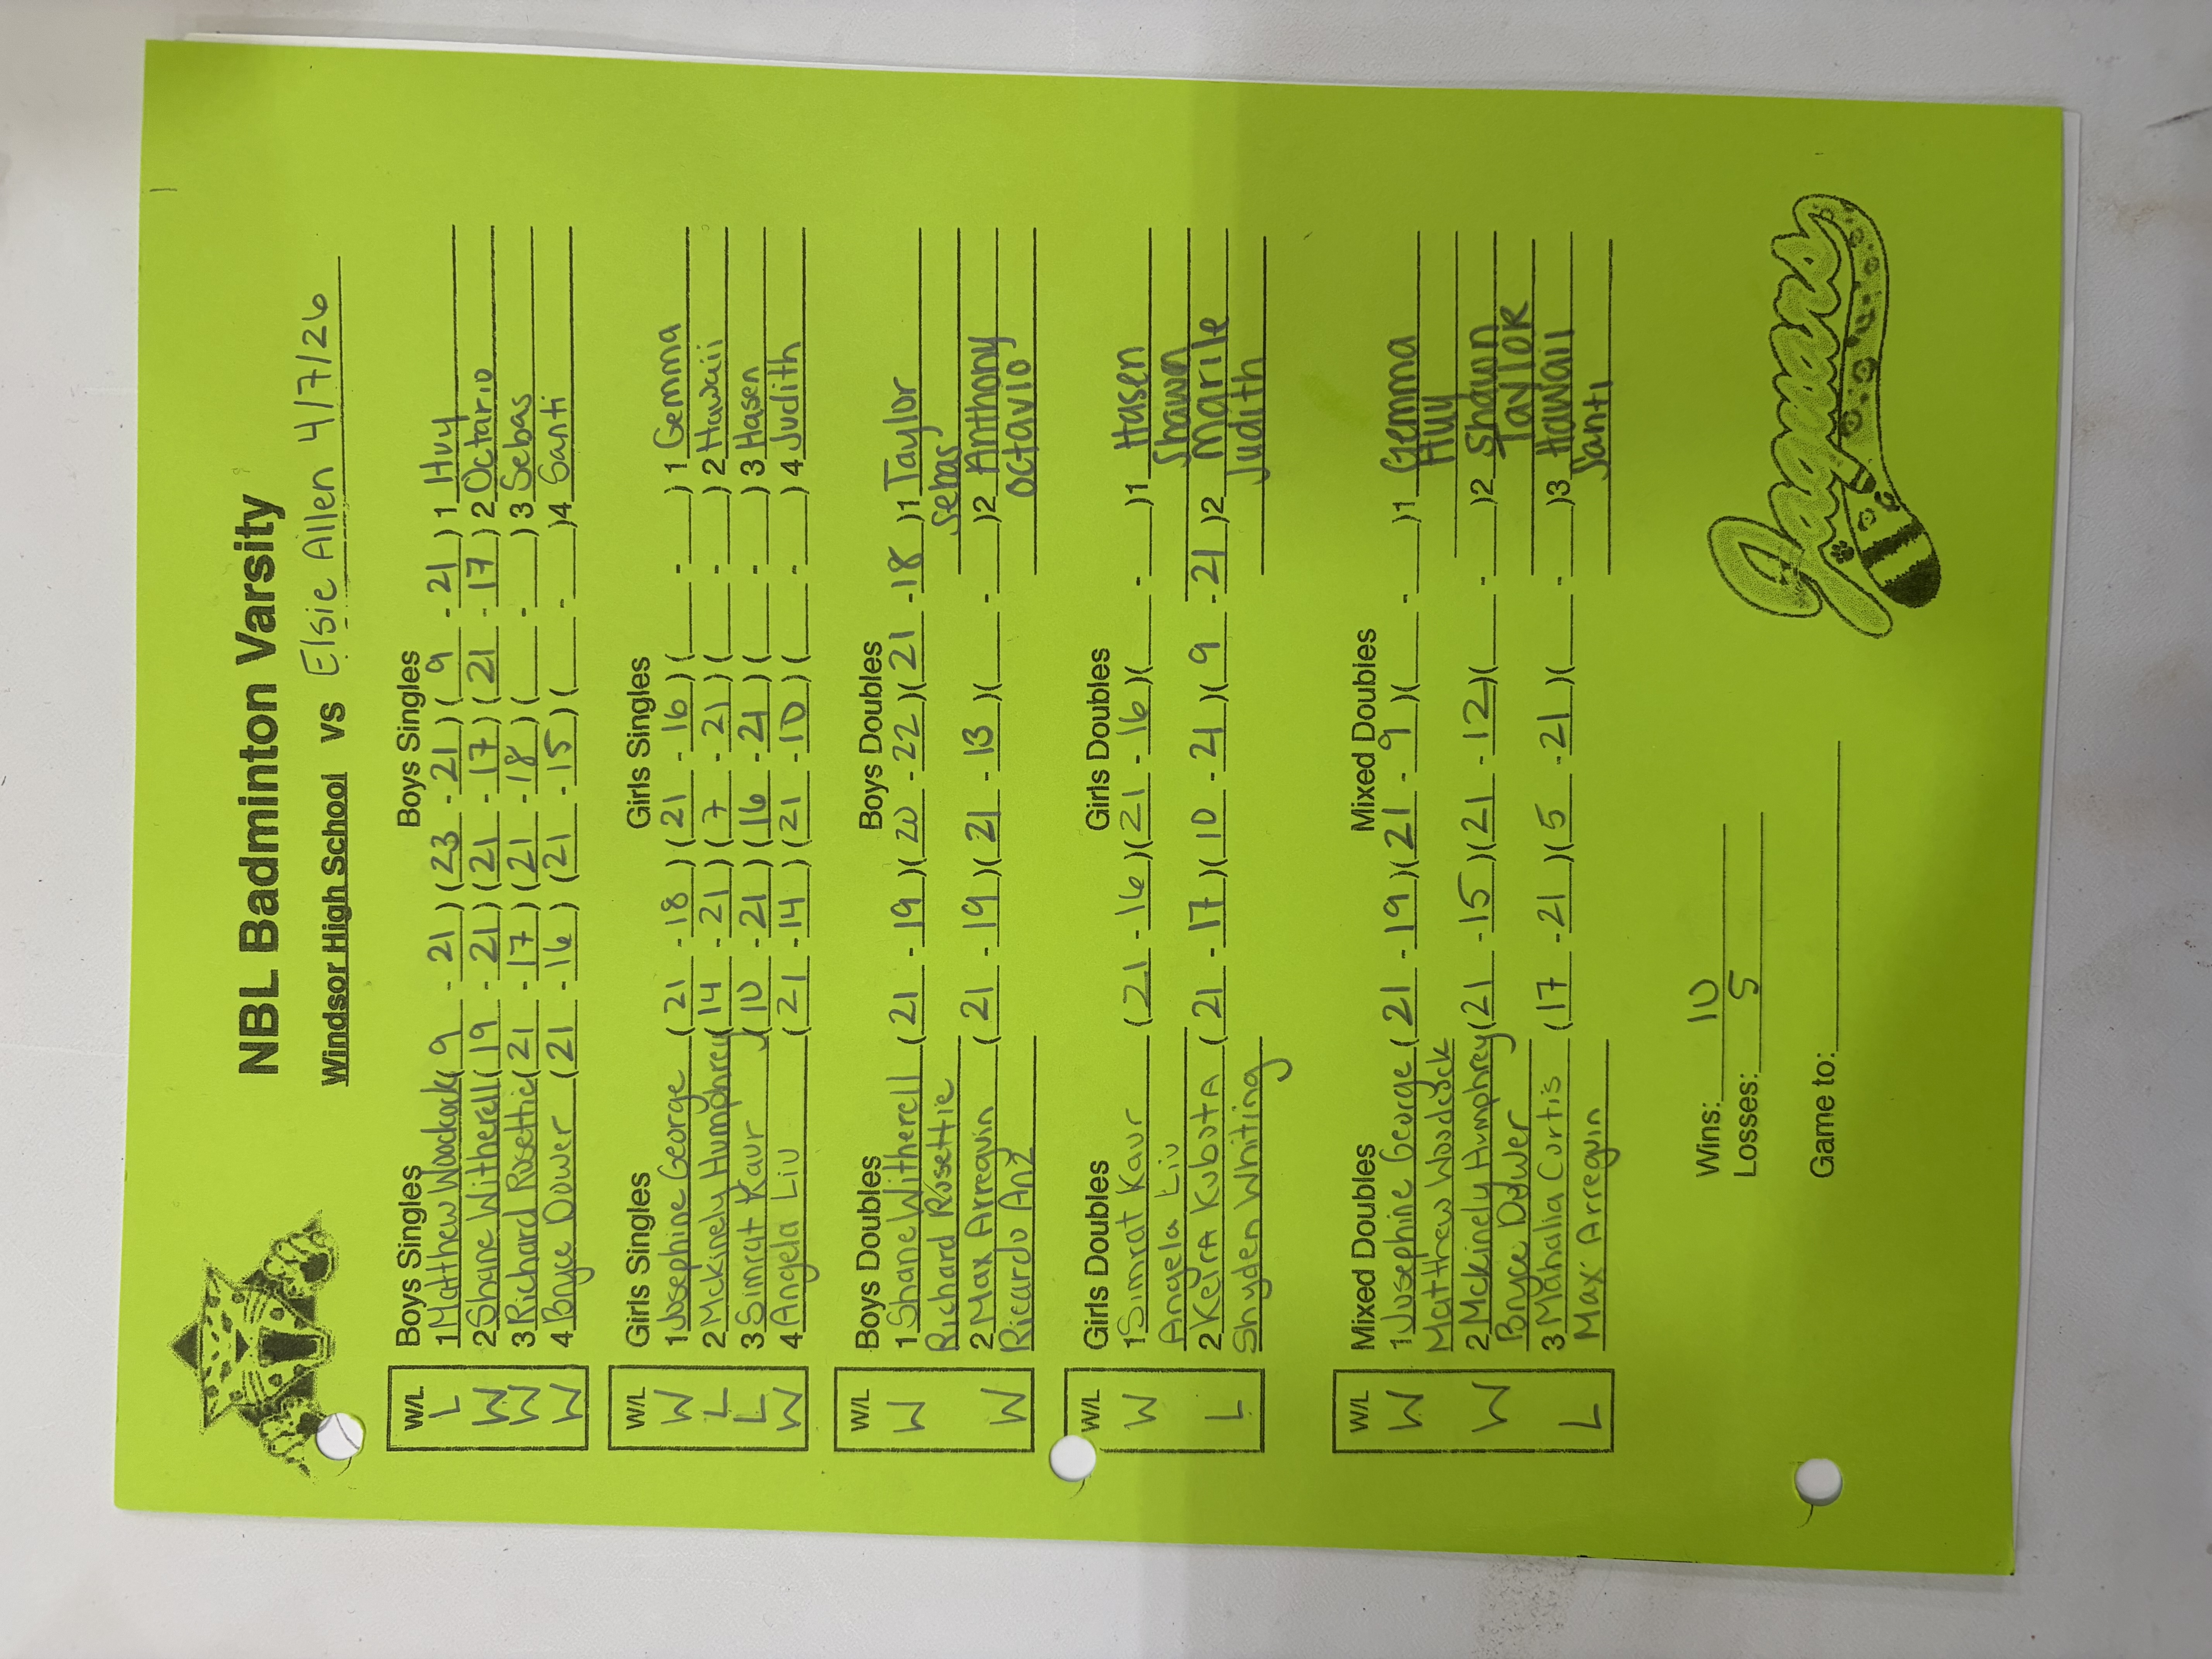 NBL Badminton Varsity
Windsor High School vs Elsie Allen 4/7/26
W/L Boys Singles Boys Singles
L 1 Matthew Woodcock (9 - 21) (23 - 21) (9 - 21) 1 Huy
W 2 Shane Witherell (19 - 21) (21 - 17) (21 - 17) 2 Octario
W 3 Richard Rosettie (21 - 17) (21 - 18) ( - ) 3 Sebas
W 4 Bryce Dower (21 - 16) (21 - 15) ( - ) 4 Santi
W/L Girls Singles Girls Singles
W 1 Josephine George (21 - 18) (21 - 16) ( - ) 1 Gemma
L 2 Mckinely Humphrey (14 - 21) (7 - 21) ( - ) 2 Hawaii
L 3 Simrat Kaur (10 - 21) (16 - 21) ( - ) 3 Hasen
W 4 Angela Liu (21 - 14) (21 - 10) ( - ) 4 Judith
W/L Boys Doubles Boys Doubles
W 1 Shane Witherell (21 - 19) (20 - 22) (21 - 18) 1 Taylor
Richard Rosettie Sebas
W 2 Max Arreguin (21 - 19) (21 - 13) ( - ) 2 Anthony
Ricardo Anz Octavio
W/L Girls Doubles Girls Doubles
W 1 Simrat Kaur (21 - 16) (21 - 16) ( - ) 1 Hasen
Angela Liu Shawn
L 2 Keira Kubota (21 - 17) (10 - 21) (9 - 21) 2 Marile
Shyden Whiting Judith
W/L Mixed Doubles Mixed Doubles
W 1 Josephine George (21 - 19) (21 - 9) ( - ) 1 Gemma
Matthew Woodcock Huy
W 2 Mckinely Humphrey (21 - 15) (21 - 12) ( - ) 2 Shawn
Bryce Dower Taylor
L 3 Mahalia Curtis (17 - 21) (5 - 21) ( - ) 3 Hawaii
Max Arreguin Santi
Wins: 10
Losses: 5
Game to:
Jaguars